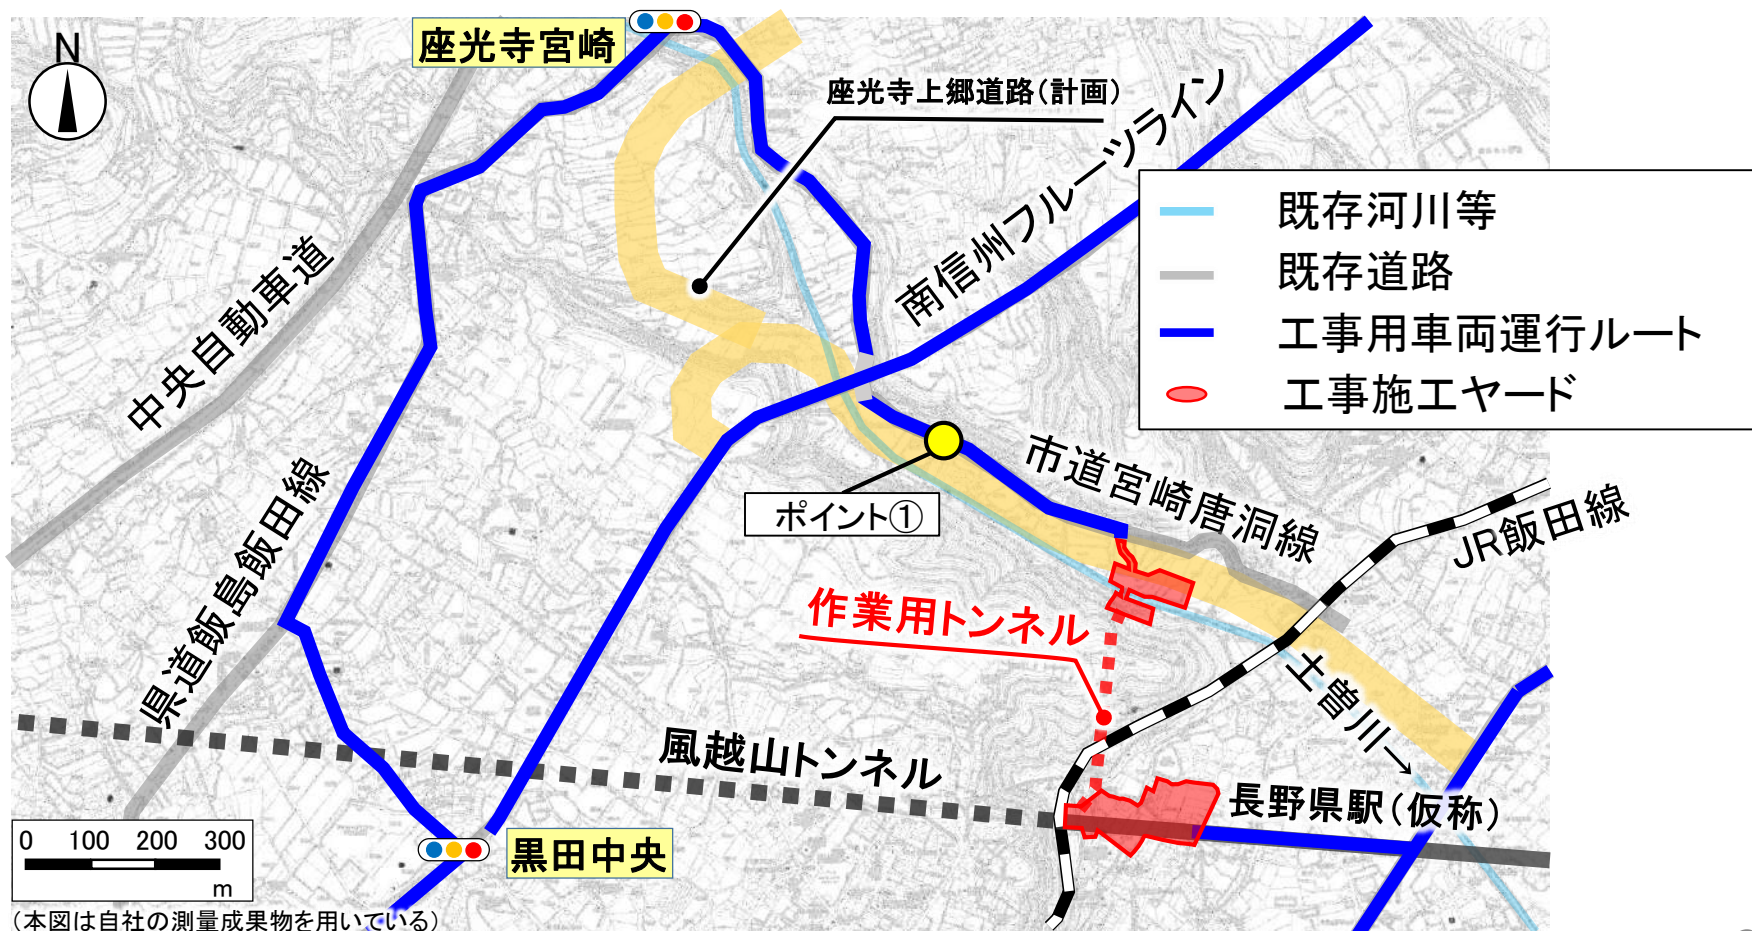 座光寺宮崎
N
座光寺上郷道路(計画)
南信州フルーツライン
既存河川等
既存道路
工事用車両運行ルート
工事施工ヤード
中央自動車道
県道飯島飯田線
ポイント①
市道宮崎唐洞線
JR飯田線
作業用トンネル
土曽川→
風越山トンネル
長野県駅(仮称)
黒田中央
0 100 200 300
m
(本図は自社の測量成果物を用いている)